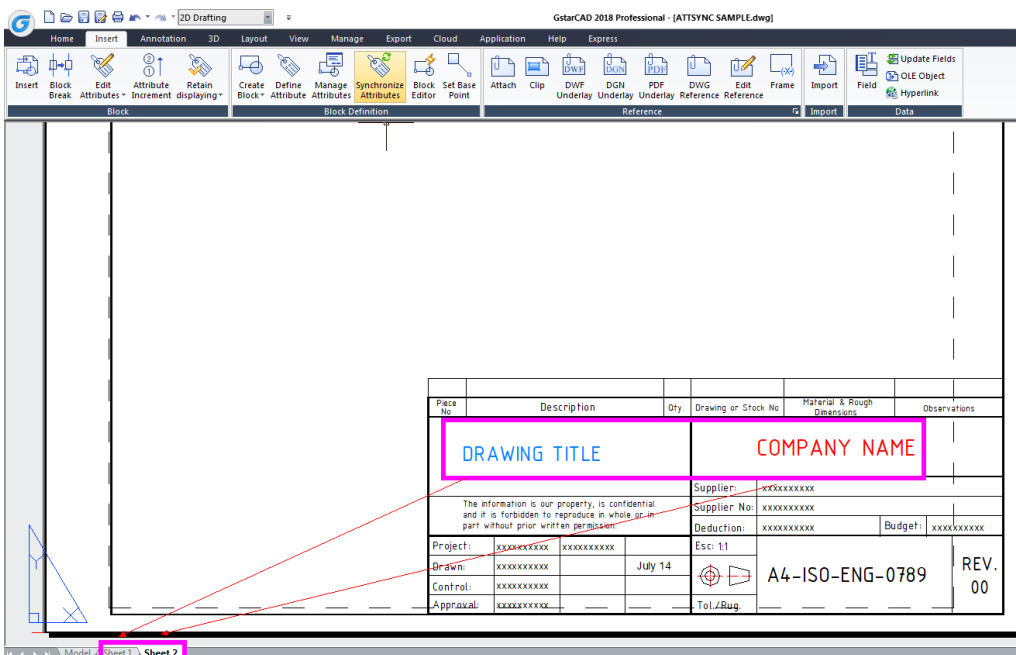 2D Drafting
GstarCAD 2018 Professional - [ATTSYNC SAMPLE.dwg]
Home Insert Annotation 3D Layout View Manage Export Cloud Application Help Express
Insert
Block Break
Edit Attributes
Attribute Increment
Retain displaying
Create Block
Define Attribute
Manage Attributes
Synchronize Attributes
Block Editor
Set Base Point
Attach
Clip
DWF
DWF Underlay
DGN
DGN Underlay
PDF
PDF Underlay
DWG Reference
Edit Reference
Frame
Import
Field
Update Fields
OLE Object
Hyperlink
Block
Block Definition
Reference
Import
Data
Piece No
Description
Qty.
Drawing or Stock No
Material & Rough Dimensions
Observations
DRAWING TITLE
COMPANY NAME
The information is our property, is confidential
and it is forbidden to reproduce in whole or in
part without prior written permission.
Supplier: xxxxxxxxxx
Supplier No: xxxxxxxxxx
Deduction: xxxxxxxxxx Budget: xxxxxxxxxx
Project: xxxxxxxxxx xxxxxxxxxx
Drawn: xxxxxxxxxx July 14
Control: xxxxxxxxxx
Approval: xxxxxxxxxx
Esc: 1:1
Tol./Rug.
A4-ISO-ENG-0789
REV.
00
Y
X
Model Sheet 1 Sheet 2